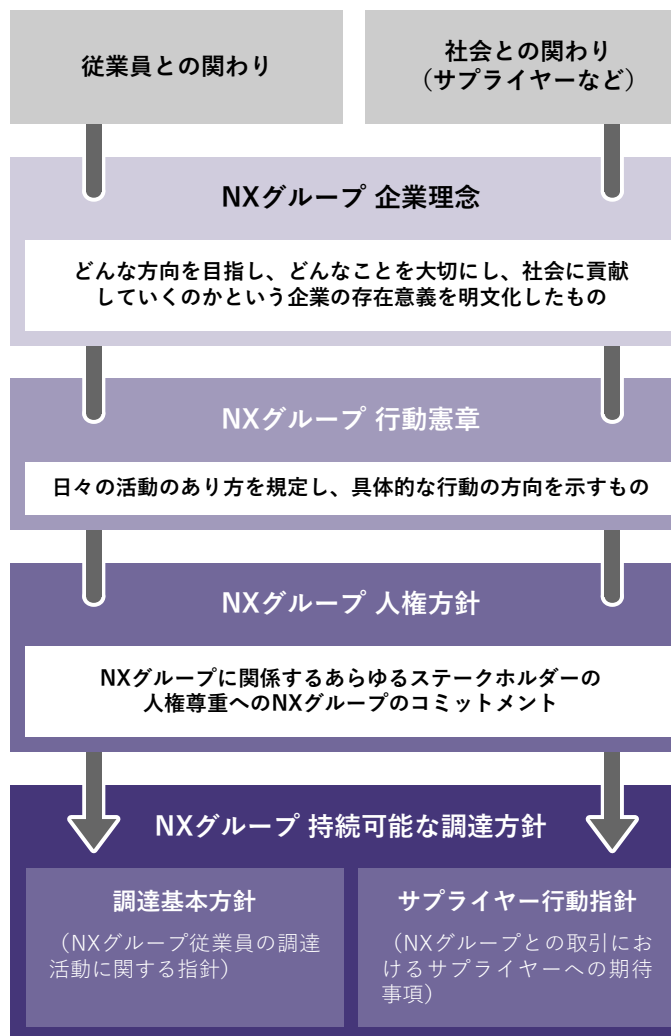 従業員との関わり
社会との関わり
（サプライヤーなど）
NXグループ 企業理念
どんな方向を目指し、どんなことを大切にし、社会に貢献
していくのかという企業の存在意義を明文化したもの
NXグループ 行動憲章
日々の活動のあり方を規定し、具体的な行動の方向を示すもの
NXグループ 人権方針
NXグループに関係するあらゆるステークホルダーの
人権尊重へのNXグループのコミットメント
NXグループ 持続可能な調達方針
調達基本方針
（NXグループ従業員の調達
活動に関する指針）
サプライヤー行動指針
（NXグループとの取引にお
けるサプライヤーへの期待
事項）